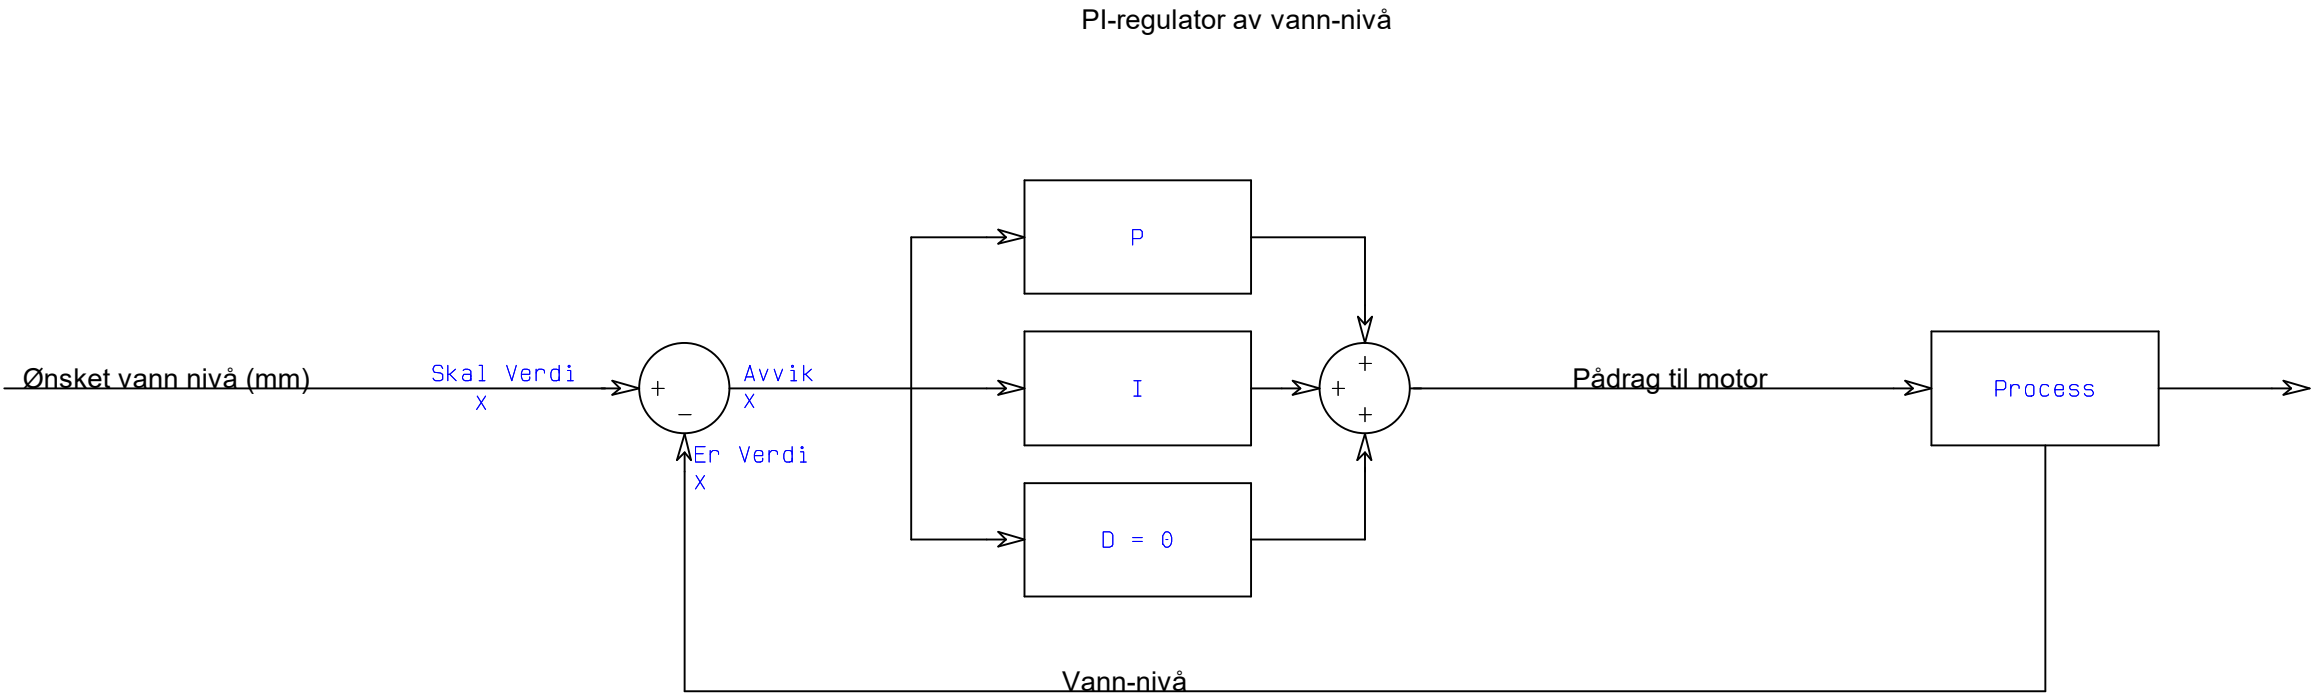 PI-regulator av vann-nivå
P
Ønsket vann nivå (mm)
Skal Verdi
X
+
−
Avvik
X
I
+
+
+
Pådrag til motor
Process
Er Verdi
X
D = 0
Vann-nivå